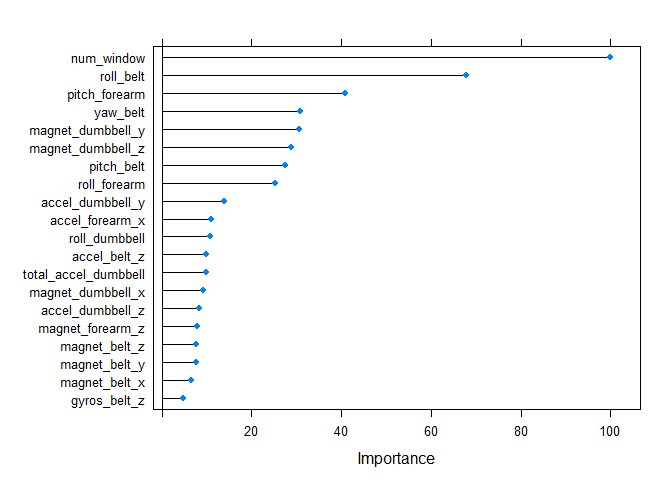 num_window
roll_belt
pitch_forearm
yaw_belt
magnet_dumbbell_y
magnet_dumbbell_z
pitch_belt
roll_forearm
accel_dumbbell_y
accel_forearm_x
roll_dumbbell
accel_belt_z
total_accel_dumbbell
magnet_dumbbell_x
accel_dumbbell_z
magnet_forearm_z
magnet_belt_z
magnet_belt_y
magnet_belt_x
gyros_belt_z
20 40 60 80 100
Importance